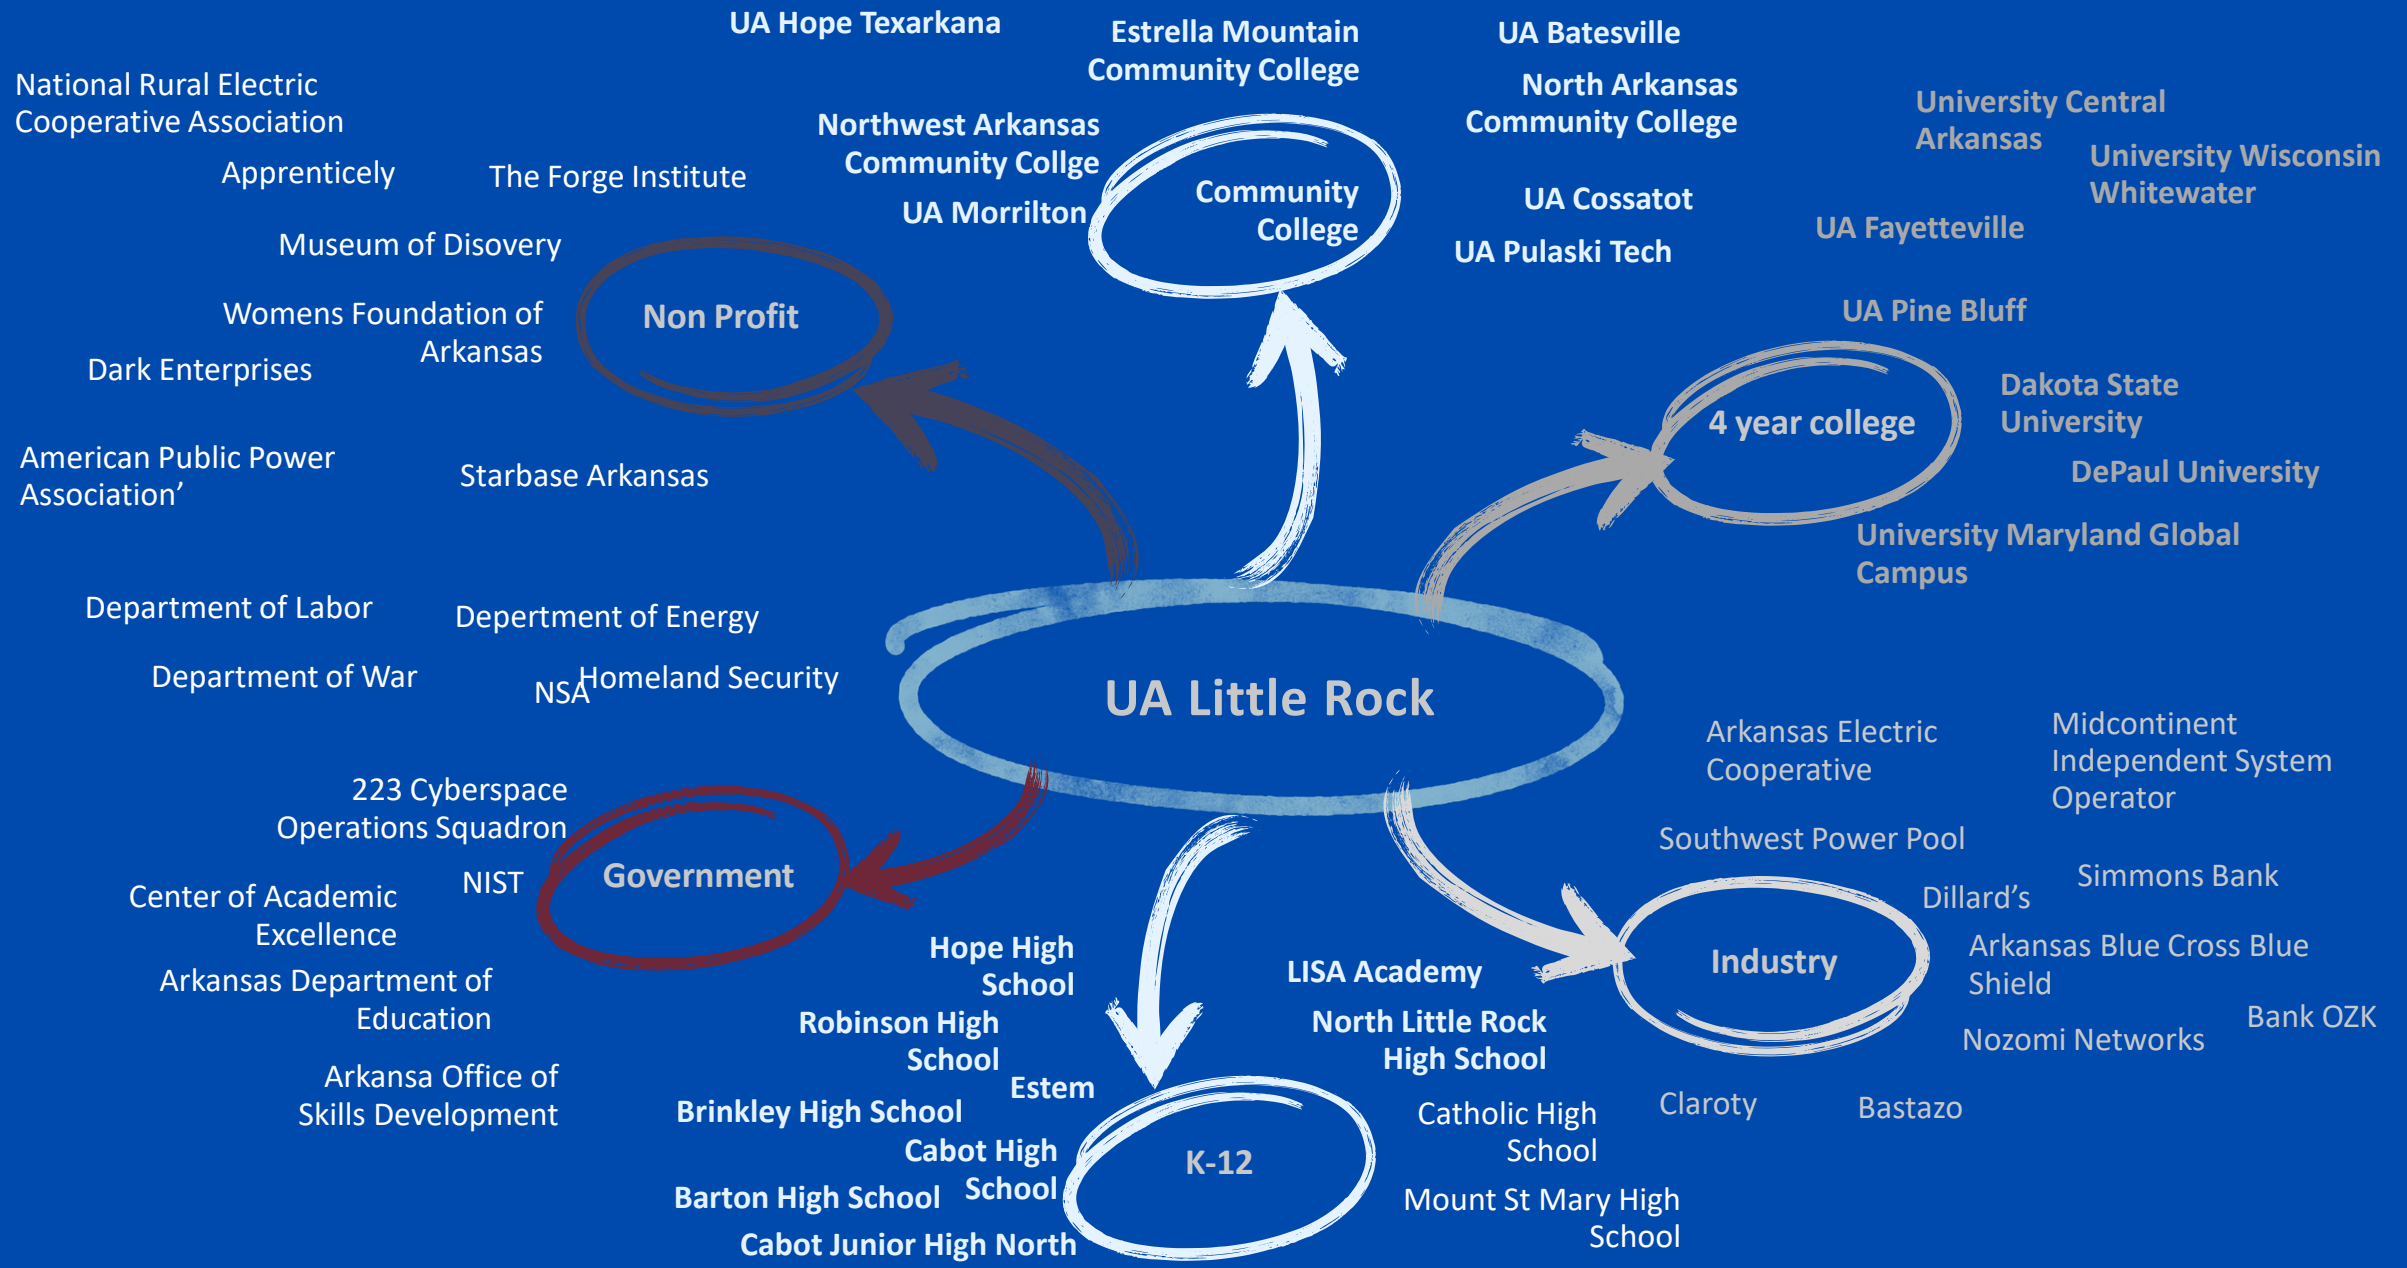 UA Hope Texarkana
Estrella Mountain
Community College
UA Batesville
National Rural Electric
Cooperative Association
North Arkansas
Community College
University Central
Arkansas
Northwest Arkansas
Community Collge
University Wisconsin
Whitewater
Apprenticely
The Forge Institute
UA Morrilton
Community
College
UA Cossatot
UA Fayetteville
Museum of Disovery
UA Pulaski Tech
Womens Foundation of
Arkansas
Non Profit
UA Pine Bluff
Dark Enterprises
4 year college
Dakota State
University
American Public Power
Association’
Starbase Arkansas
DePaul University
University Maryland Global
Campus
Department of Labor
Depertment of Energy
Department of War
NSA
Homeland Security
UA Little Rock
Arkansas Electric
Cooperative
Midcontinent
Independent System
Operator
223 Cyberspace
Operations Squadron
Southwest Power Pool
Center of Academic
Excellence
NIST
Government
Dillard’s
Simmons Bank
Hope High
School
LISA Academy
Industry
Arkansas Blue Cross Blue
Shield
Arkansas Department of
Education
Robinson High
School
North Little Rock
High School
Nozomi Networks
Bank OZK
Arkansa Office of
Skills Development
Estem
Brinkley High School
Catholic High
School
Claroty
Bastazo
Cabot High
School
K-12
Barton High School
Mount St Mary High
School
Cabot Junior High North